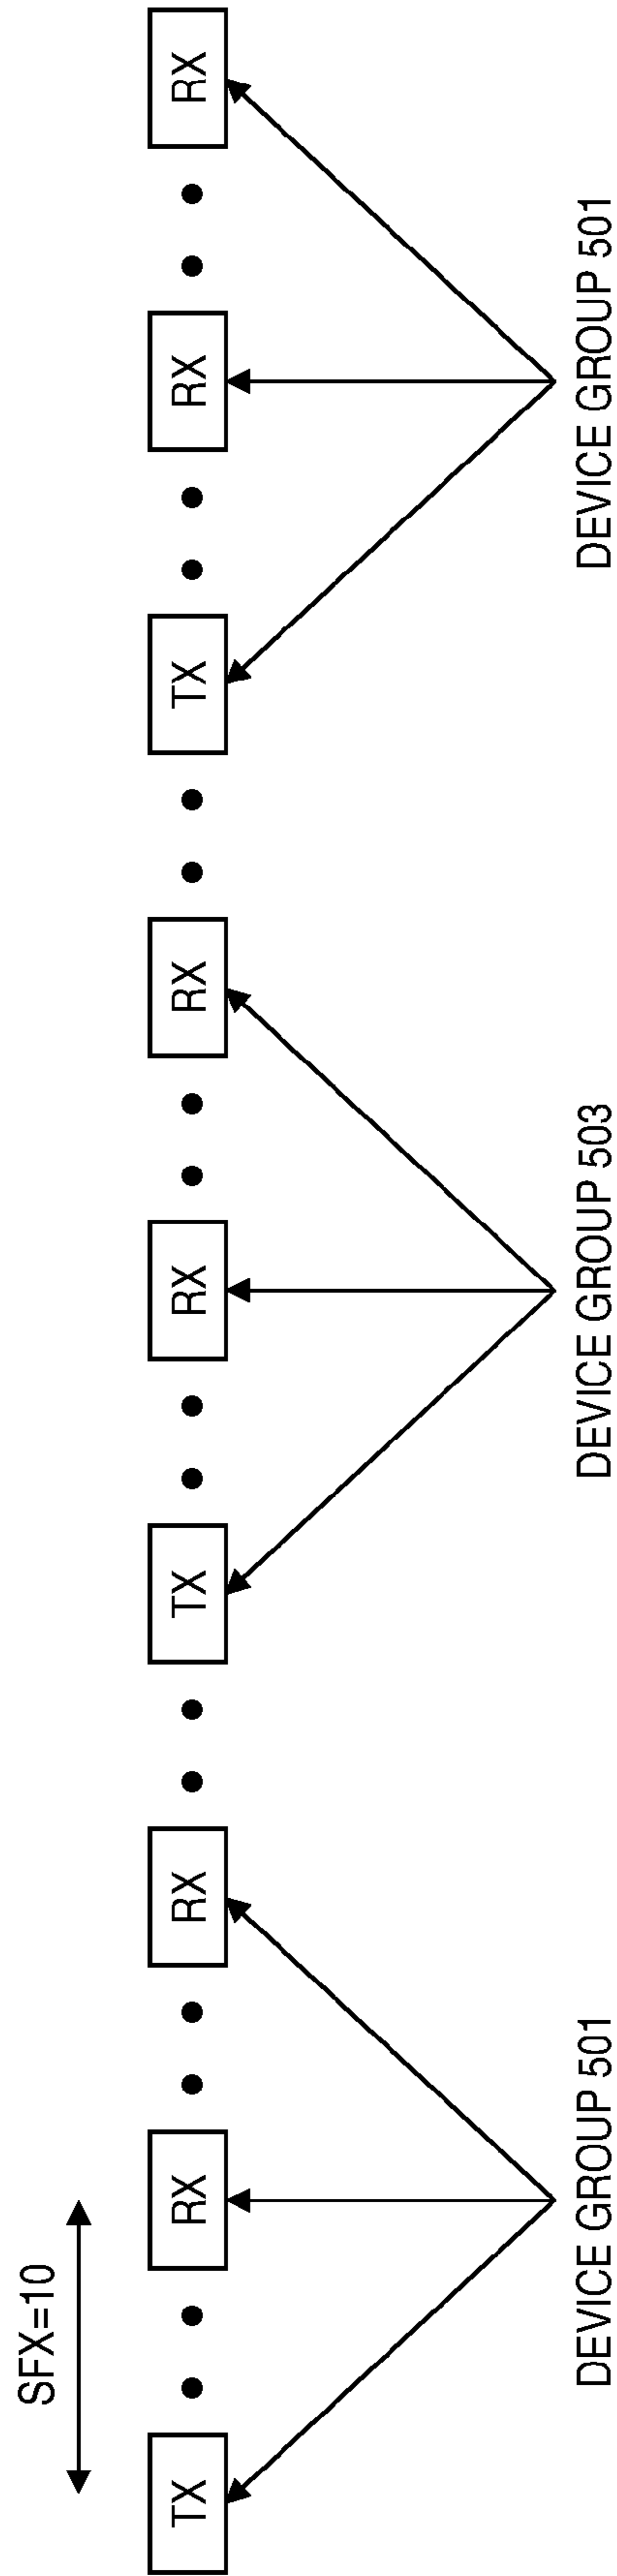 SFX=10
TX
RX
RX
TX
RX
RX
TX
RX
RX
DEVICE GROUP 501
DEVICE GROUP 503
DEVICE GROUP 501